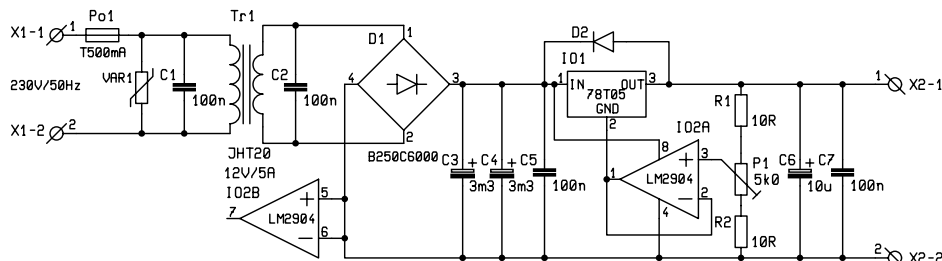 X1-1
1
Po1
T500mA
Tr1
D1
1
D2
IO1
1
IN
OUT
3
78T05
GND
2
1
X2-1
230V/50Hz
VAR1
C1
100n
C2
100n
4
3
2
B250C6000
R1
10R
X1-2
2
JHT20
12V/5A
IO2B
7
5
+
LM2904
6
−
C3
+
3m3
C4
+
3m3
C5
100n
IO2A
8
+
3
1
LM2904
2
−
4
P1
5k0
R2
10R
C6
+
10u
C7
100n
2
X2-2